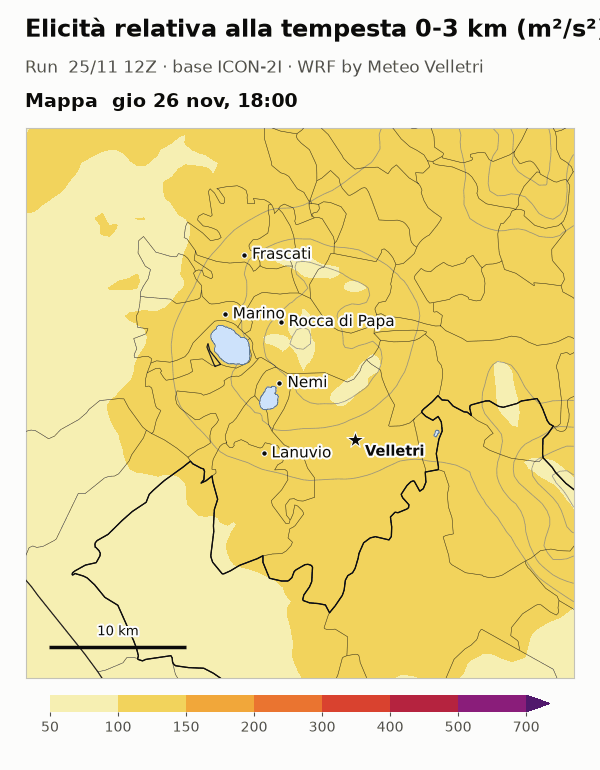 Elicità relativa alla tempesta 0-3 km (m²/s²)
Run 25/11 12Z · base ICON-2I · WRF by Meteo Velletri
Mappa gio 26 nov, 18:00
Frascati
Marino
Rocca di Papa
Nemi
Lanuvio
Velletri
10 km
50 100 150 200 300 400 500 700